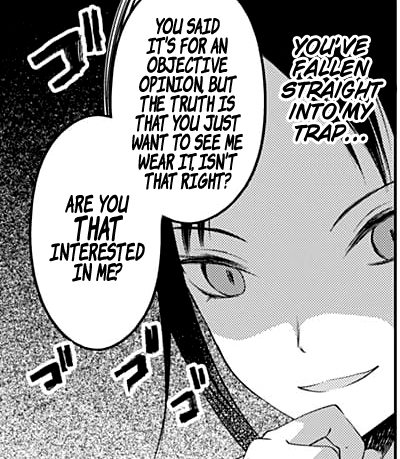 YOU'VE
FALLEN
STRAIGHT
INTO MY
TRAP...
YOU SAID
IT'S FOR AN
OBJECTIVE
OPINION, BUT
THE TRUTH IS
THAT YOU JUST
WANT TO SEE ME
WEAR IT, ISN'T
THAT RIGHT?
ARE YOU
THAT
INTERESTED
IN ME?
ゴ
ゴ
ゴ
ゴ
ゴ